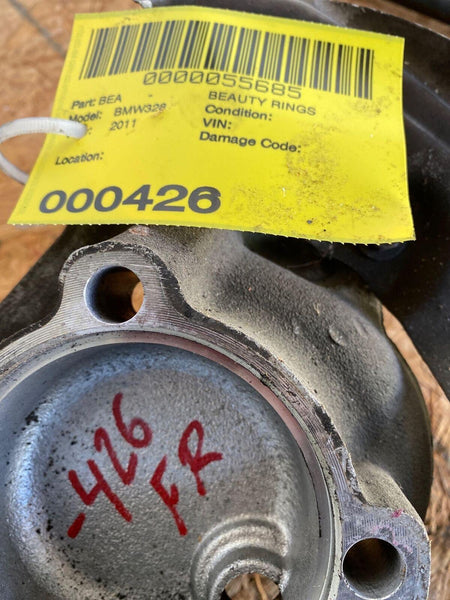 0000055685
Part: BEA BEAUTY RINGS
Model: BMW328 Condition:
: 2011 VIN:
Damage Code:
Location:
000426
-426
FR